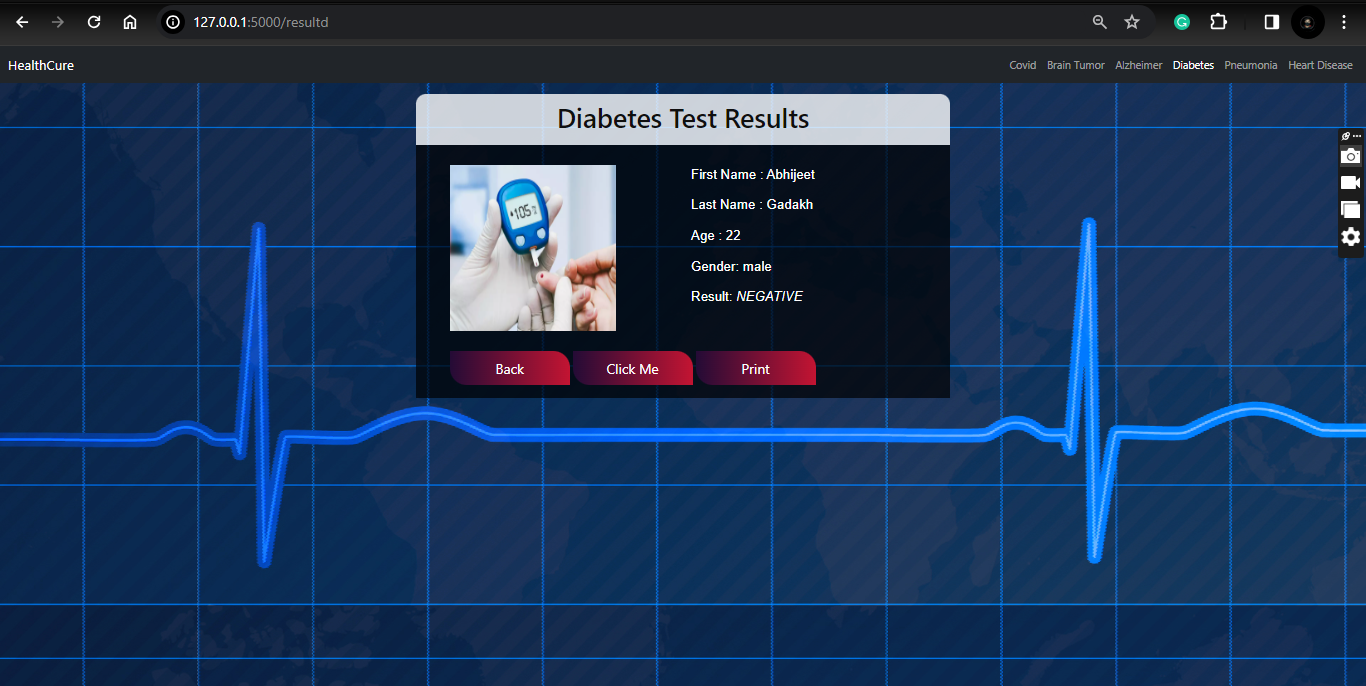 127.0.0.1:5000/resultd
HealthCure
Covid Brain Tumor Alzheimer Diabetes Pneumonia Heart Disease
Diabetes Test Results
105
First Name : Abhijeet
Last Name : Gadakh
Age : 22
Gender: male
Result: NEGATIVE
Back Click Me Print